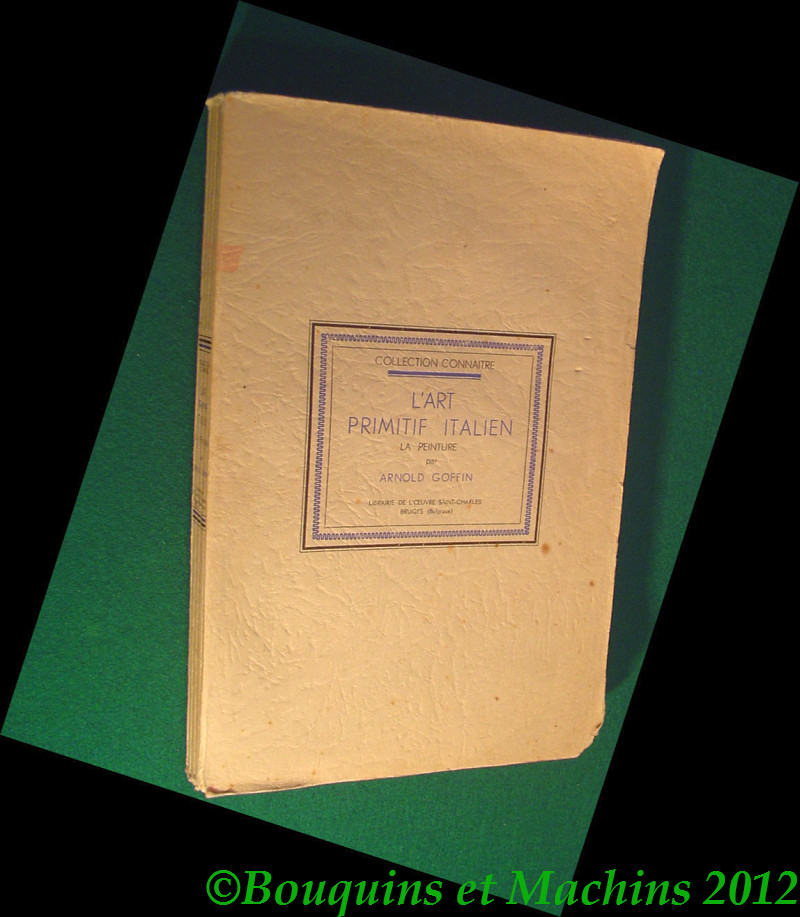 COLLECTION CONNAITRE
L'ART
PRIMITIF ITALIEN
LA PEINTURE
par
ARNOLD GOFFIN
LIBRAIRIE DE L'ŒUVRE SAINT-CHARLES
BRUGES (Belgique)
©Bouquins et Machins 2012